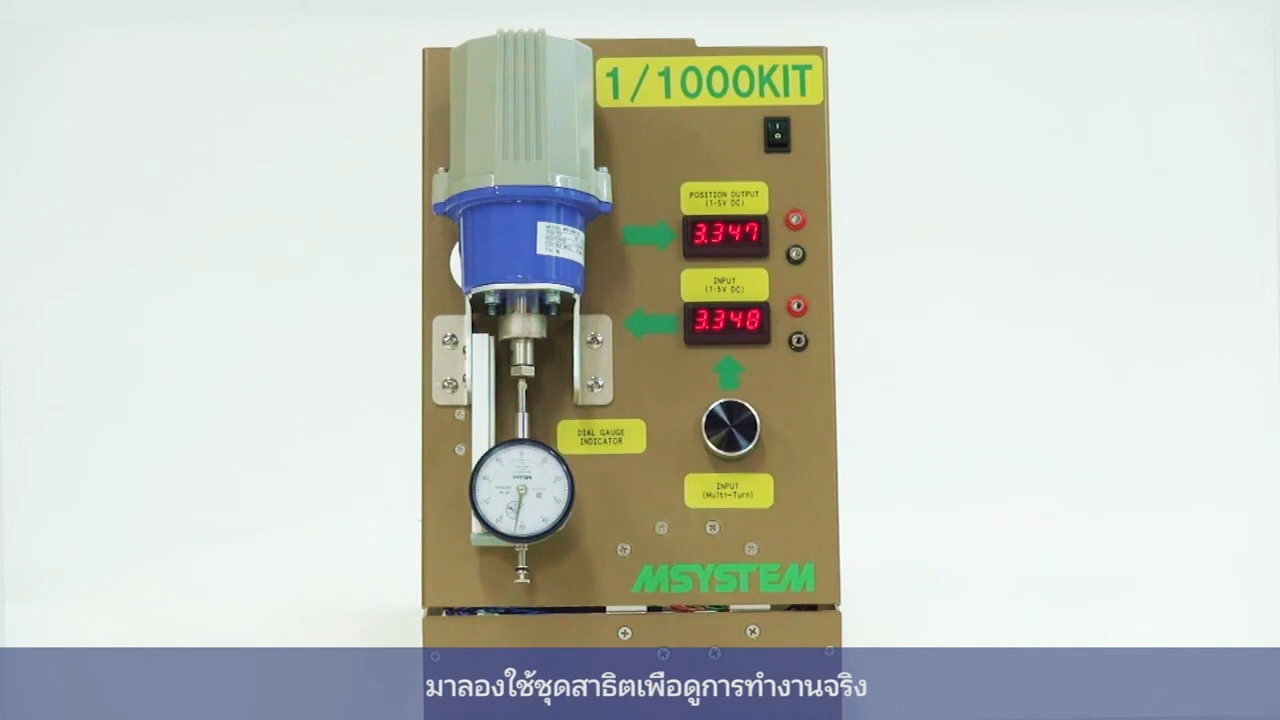 1/1000KIT
POSITION OUTPUT
(1-5V DC)
3.347
INPUT
(1-5V DC)
3.348
DIAL GAUGE
INDICATOR
INPUT
(Multi-Turn)
MSYSTEM
มาลองใช้ชุดสาธิตเพื่อดูการทำงานจริง